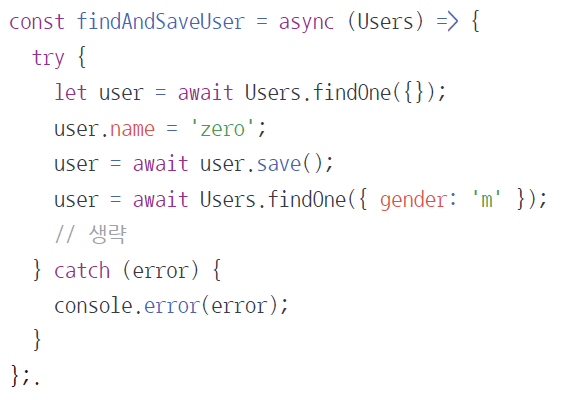 const findAndSaveUser = async (Users) => {
  try {
    let user = await Users.findOne({});
    user.name = 'zero';
    user = await user.save();
    user = await Users.findOne({ gender: 'm' });
    // 생략
  } catch (error) {
    console.error(error);
  }
};.